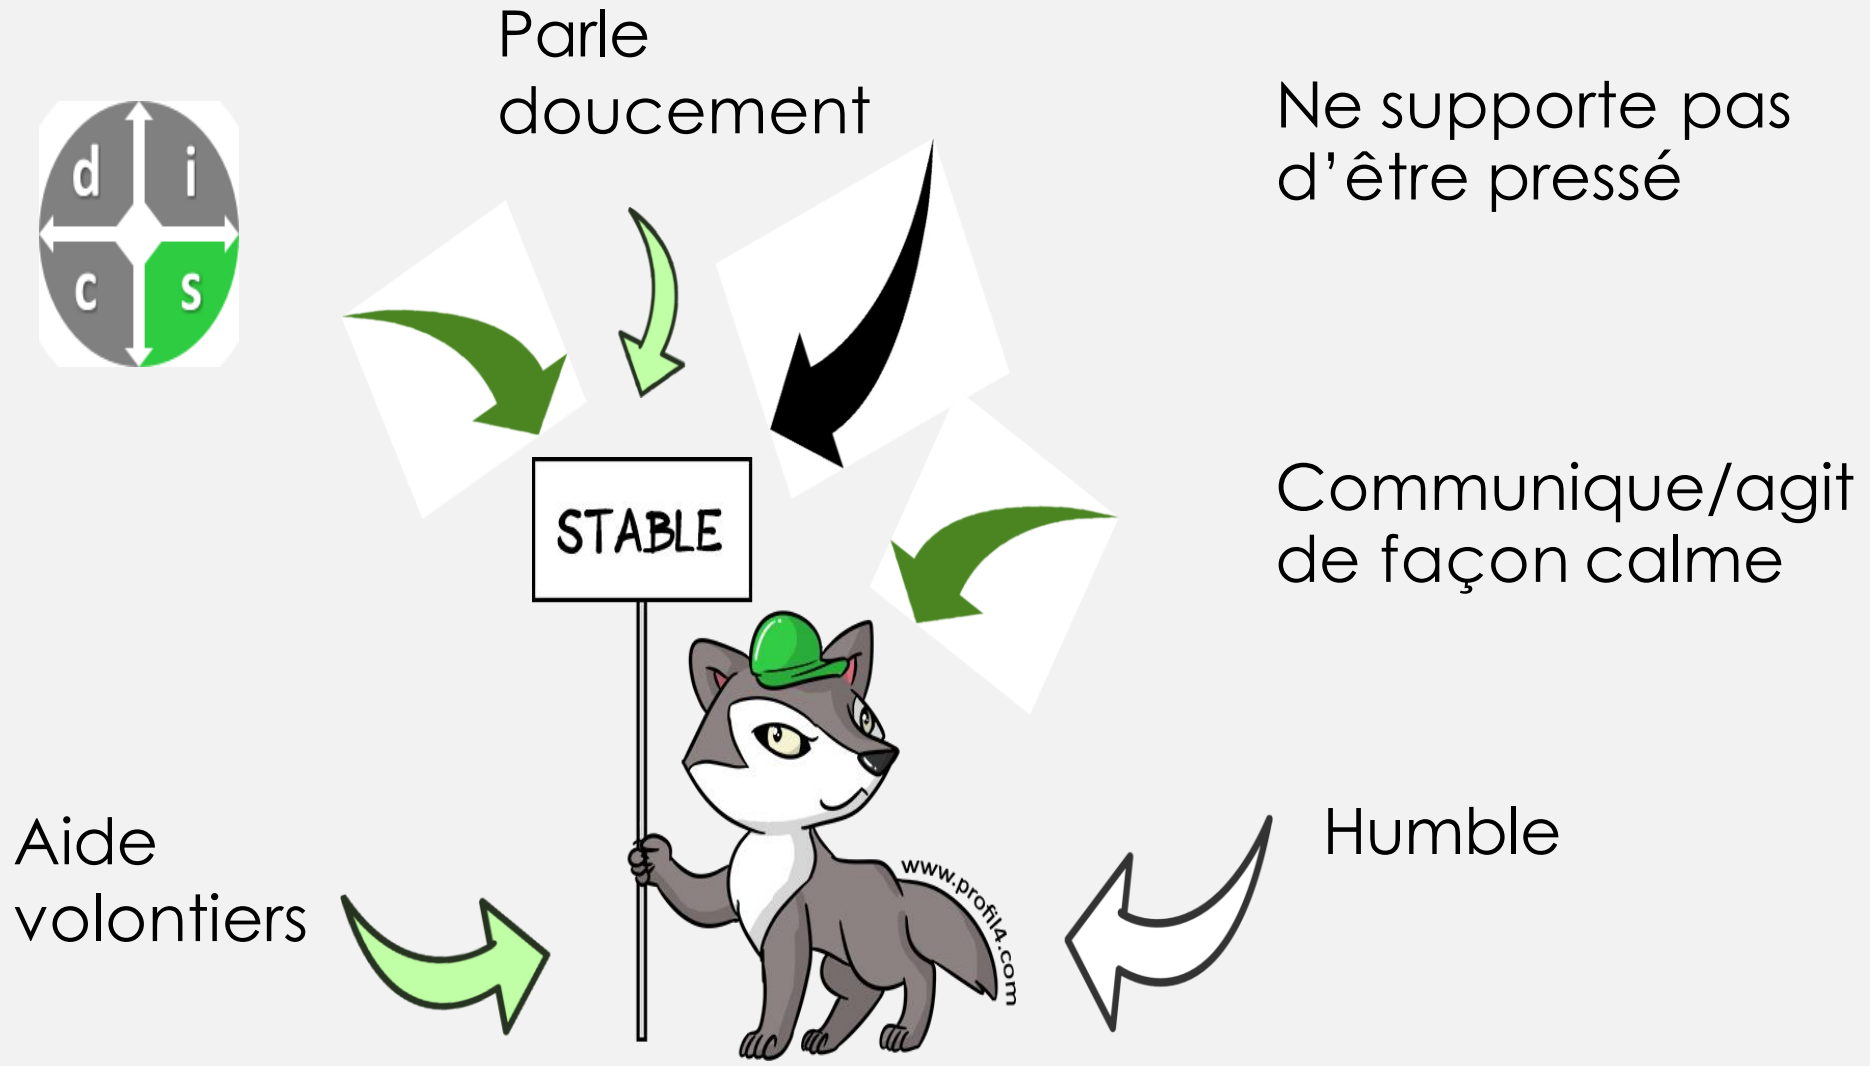 Parle
doucement
Ne supporte pas
d’être pressé
d i
c s
Communique/agit
de façon calme
STABLE
Aide
volontiers
Humble
www.profil4.com